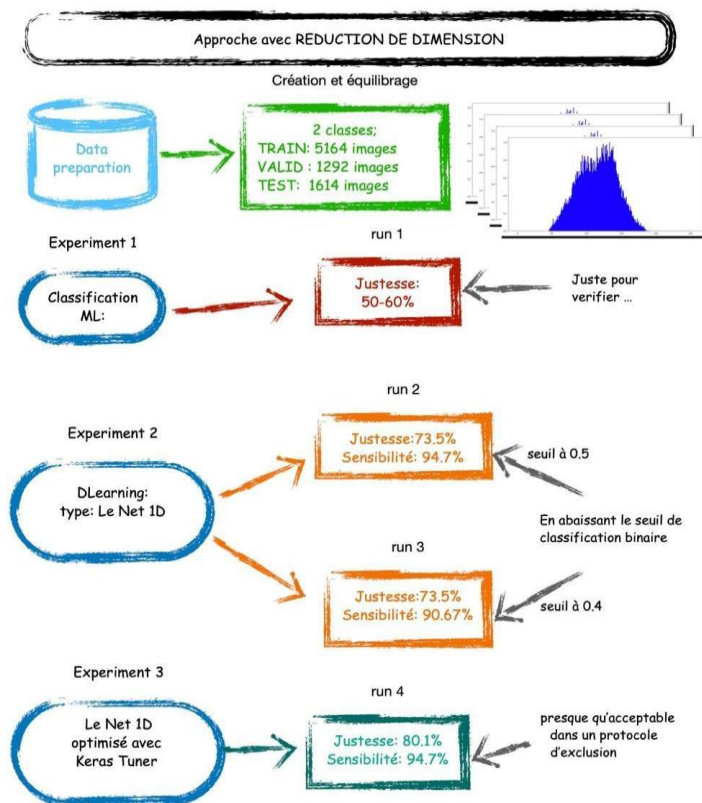 Approche avec REDUCTION DE DIMENSION
Création et équilibrage
Data
preparation
2 classes;
TRAIN: 5164 images
VALID : 1292 images
TEST: 1614 images
Experiment 1
run 1
Classification
ML:
Justesse:
50-60%
Juste pour
verifier ...
run 2
Experiment 2
Justesse:73.5%
Sensibilité: 94.7%
seuil à 0.5
DLearning:
type: Le Net 1D
En abaissant le seuil de
classification binaire
run 3
Justesse:73.5%
Sensibilité: 90.67%
seuil à 0.4
Experiment 3
run 4
Le Net 1D
optimisé avec
Keras Tuner
Justesse: 80,1%
Sensibilité: 94.7%
presque qu'acceptable
dans un protocole
d'exclusion